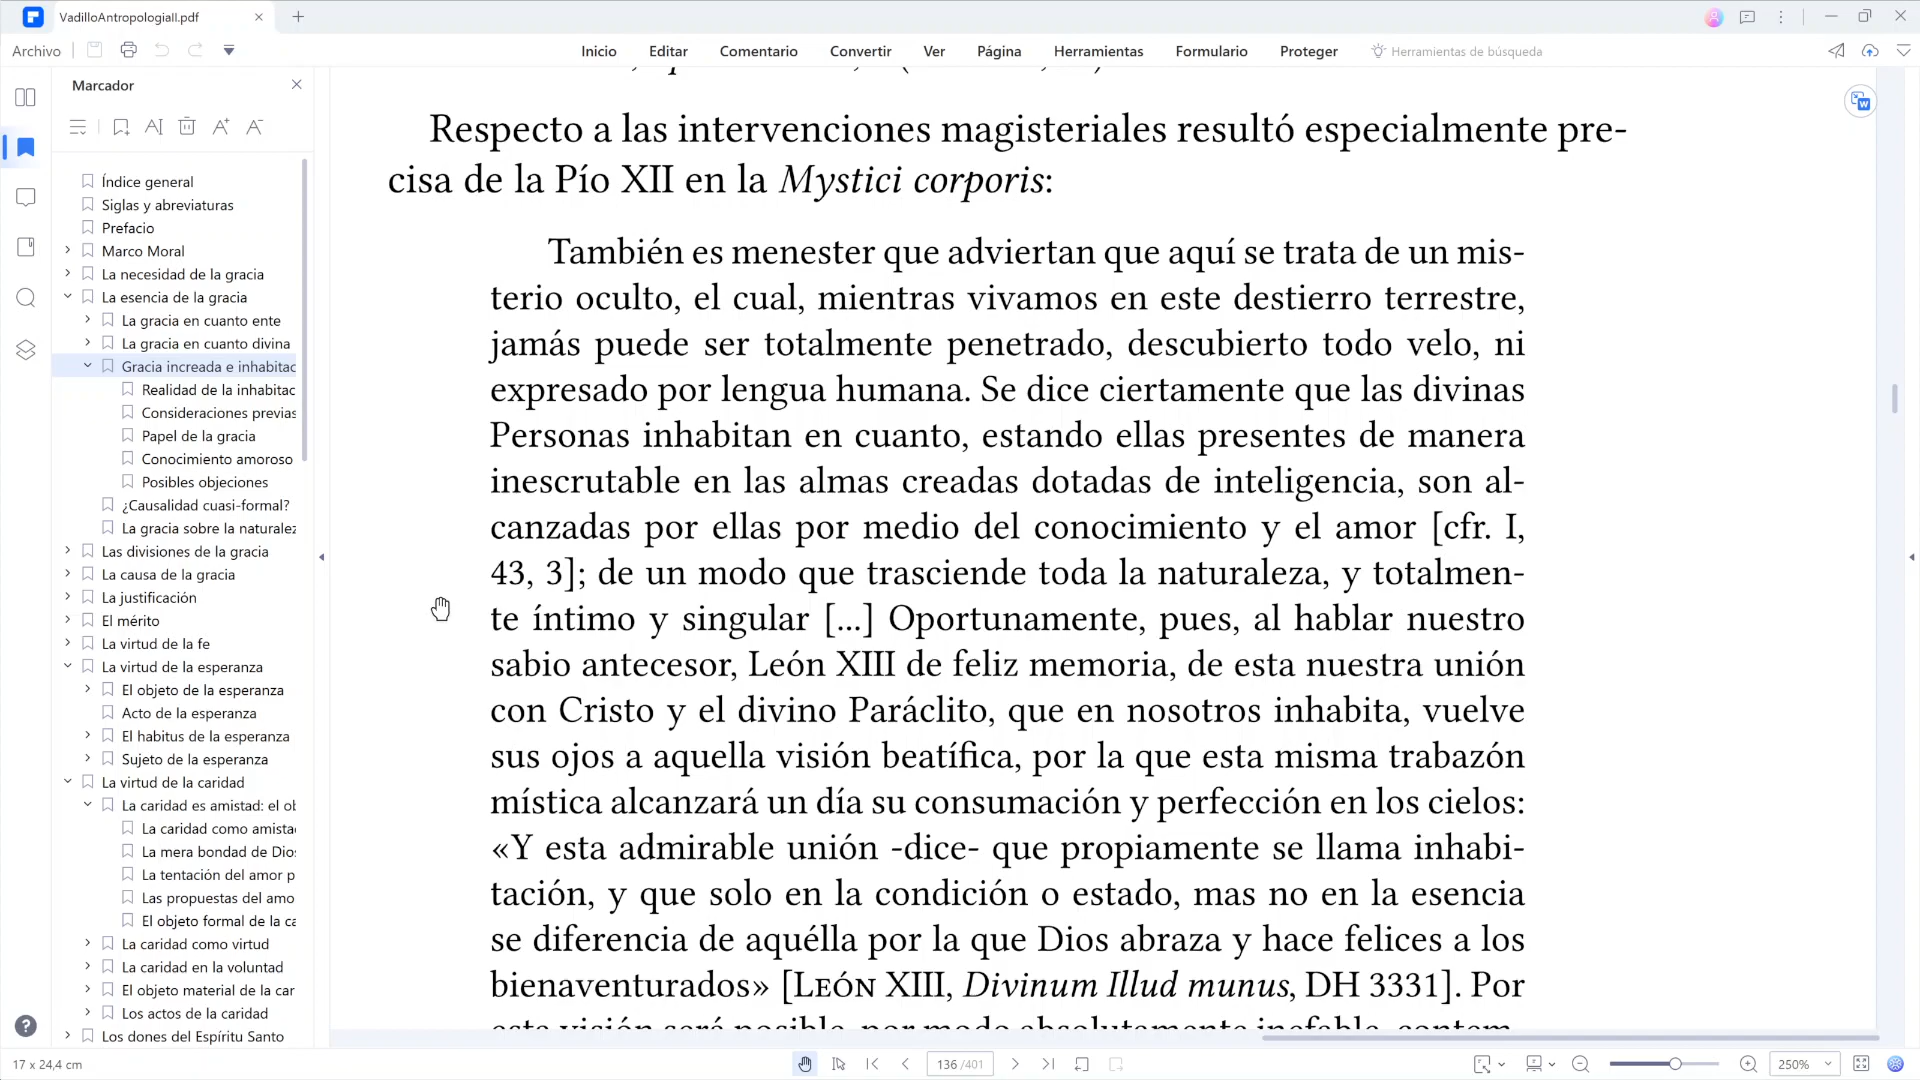 VadilloAntropologiaII.pdf
Archivo
Inicio
Editar
Comentario
Convertir
Ver
Página
Herramientas
Formulario
Proteger
Herramientas de búsqueda
Marcador
Índice general
Siglas y abreviaturas
Prefacio
Marco Moral
La necesidad de la gracia
La esencia de la gracia
La gracia en cuanto ente
La gracia en cuanto divina
Gracia increada e inhabitac
Realidad de la inhabitac
Consideraciones previas
Papel de la gracia
Conocimiento amoroso
Posibles objeciones
¿Causalidad cuasi-formal?
La gracia sobre la naturalez
Las divisiones de la gracia
La causa de la gracia
La justificación
El mérito
La virtud de la fe
La virtud de la esperanza
El objeto de la esperanza
Acto de la esperanza
El habitus de la esperanza
Sujeto de la esperanza
La virtud de la caridad
La caridad es amistad: el ob
La caridad como amista
La mera bondad de Dio
La tentación del amor p
Las propuestas del amo
El objeto formal de la ca
La caridad como virtud
La caridad en la voluntad
El objeto material de la car
Los actos de la caridad
Los dones del Espíritu Santo
Respecto a las intervenciones magisteriales resultó especialmente pre-
cisa de la Pío XII en la Mystici corporis:
También es menester que adviertan que aquí se trata de un mis-
terio oculto, el cual, mientras vivamos en este destierro terrestre,
jamás puede ser totalmente penetrado, descubierto todo velo, ni
expresado por lengua humana. Se dice ciertamente que las divinas
Personas inhabitan en cuanto, estando ellas presentes de manera
inescrutable en las almas creadas dotadas de inteligencia, son al-
canzadas por ellas por medio del conocimiento y el amor [cfr. I,
43, 3]; de un modo que trasciende toda la naturaleza, y totalmen-
te íntimo y singular [...] Oportunamente, pues, al hablar nuestro
sabio antecesor, León XIII de feliz memoria, de esta nuestra unión
con Cristo y el divino Paráclito, que en nosotros inhabita, vuelve
sus ojos a aquella visión beatífica, por la que esta misma trabazón
mística alcanzará un día su consumación y perfección en los cielos:
«Y esta admirable unión -dice- que propiamente se llama inhabi-
tación, y que solo en la condición o estado, mas no en la esencia
se diferencia de aquélla por la que Dios abraza y hace felices a los
bienaventurados» [León XIII, Divinum Illud munus, DH 3331]. Por
esta visión será posible, por modo absolutamente inefable, contem-
17 x 24,4 cm
136 /401
250%